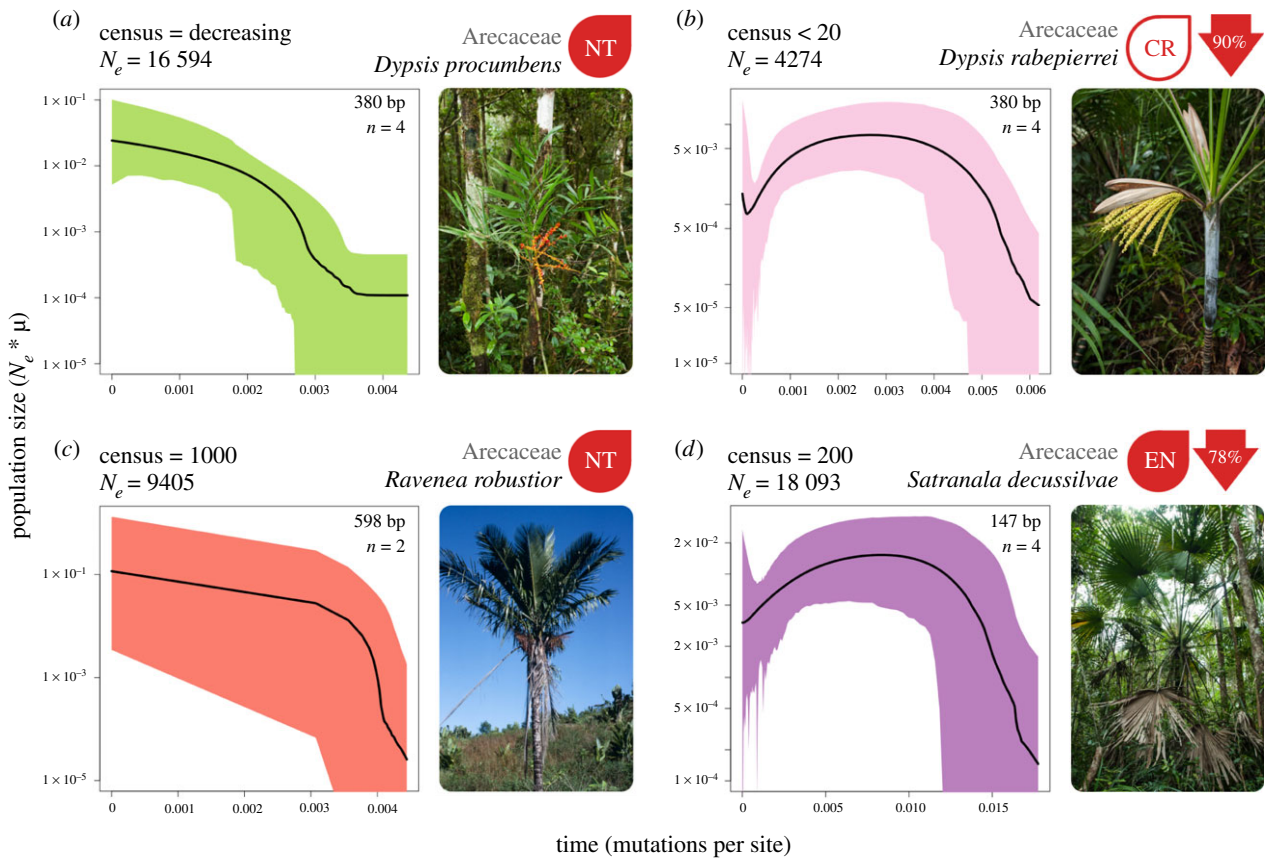 (a)
census = decreasing
Nₑ = 16 594
Arecaceae
Dypsis procumbens
NT
380 bp
n = 4
1 × 10⁻¹
1 × 10⁻²
1 × 10⁻³
1 × 10⁻⁴
1 × 10⁻⁵
0 0.001 0.002 0.003 0.004
(b)
census < 20
Nₑ = 4274
Arecaceae
Dypsis rabepierrei
CR
90%
380 bp
n = 4
5 × 10⁻³
5 × 10⁻⁴
5 × 10⁻⁵
1 × 10⁻⁵
0 0.001 0.002 0.003 0.004 0.005 0.006
population size (Nₑ * µ)
(c)
census = 1000
Nₑ = 9405
Arecaceae
Ravenea robustior
NT
598 bp
n = 2
1 × 10⁻¹
1 × 10⁻³
1 × 10⁻⁵
0 0.001 0.002 0.003 0.004
(d)
census = 200
Nₑ = 18 093
Arecaceae
Satranala decussilvae
EN
78%
147 bp
n = 4
2 × 10⁻²
5 × 10⁻³
2 × 10⁻³
5 × 10⁻⁴
1 × 10⁻⁴
0 0.005 0.010 0.015
time (mutations per site)